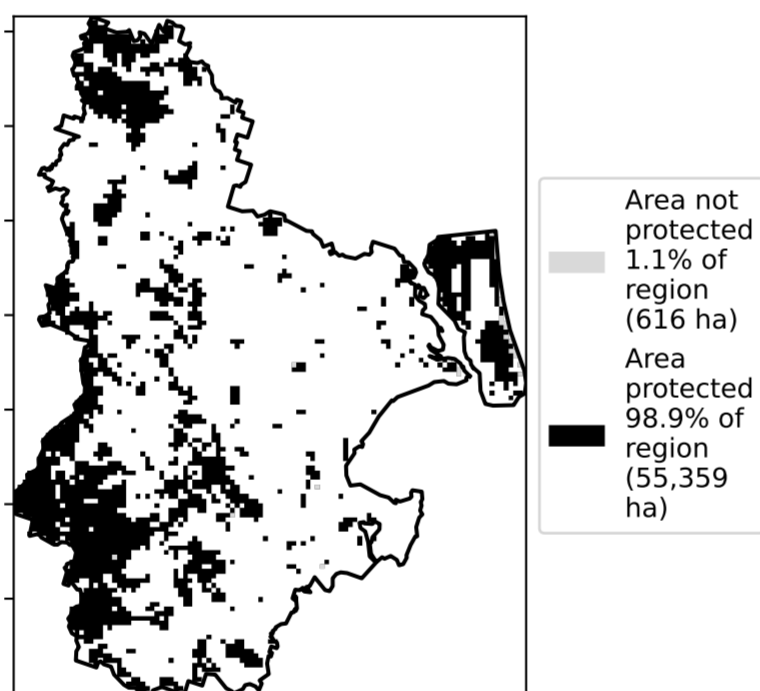 Area not
protected
1.1% of
region
(616 ha)
Area
protected
98.9% of
region
(55,359
ha)